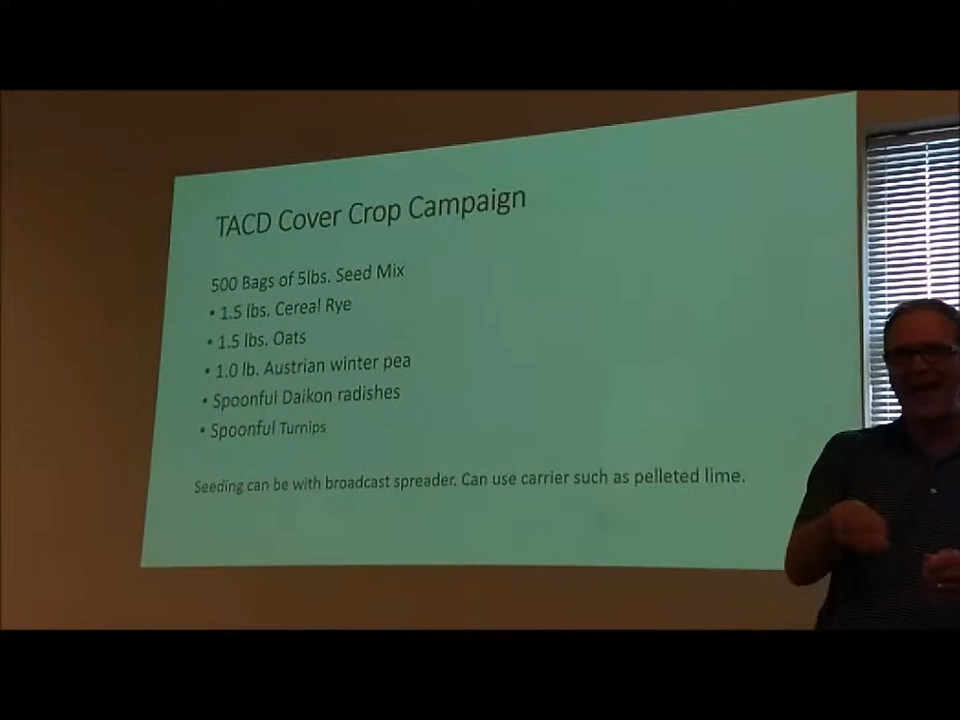 TACD Cover Crop Campaign
500 Bags of 5lbs. Seed Mix
• 1.5 lbs. Cereal Rye
• 1.5 lbs. Oats
• 1.0 lb. Austrian winter pea
• Spoonful Daikon radishes
• Spoonful Turnips
Seeding can be with broadcast spreader. Can use carrier such as pelleted lime.